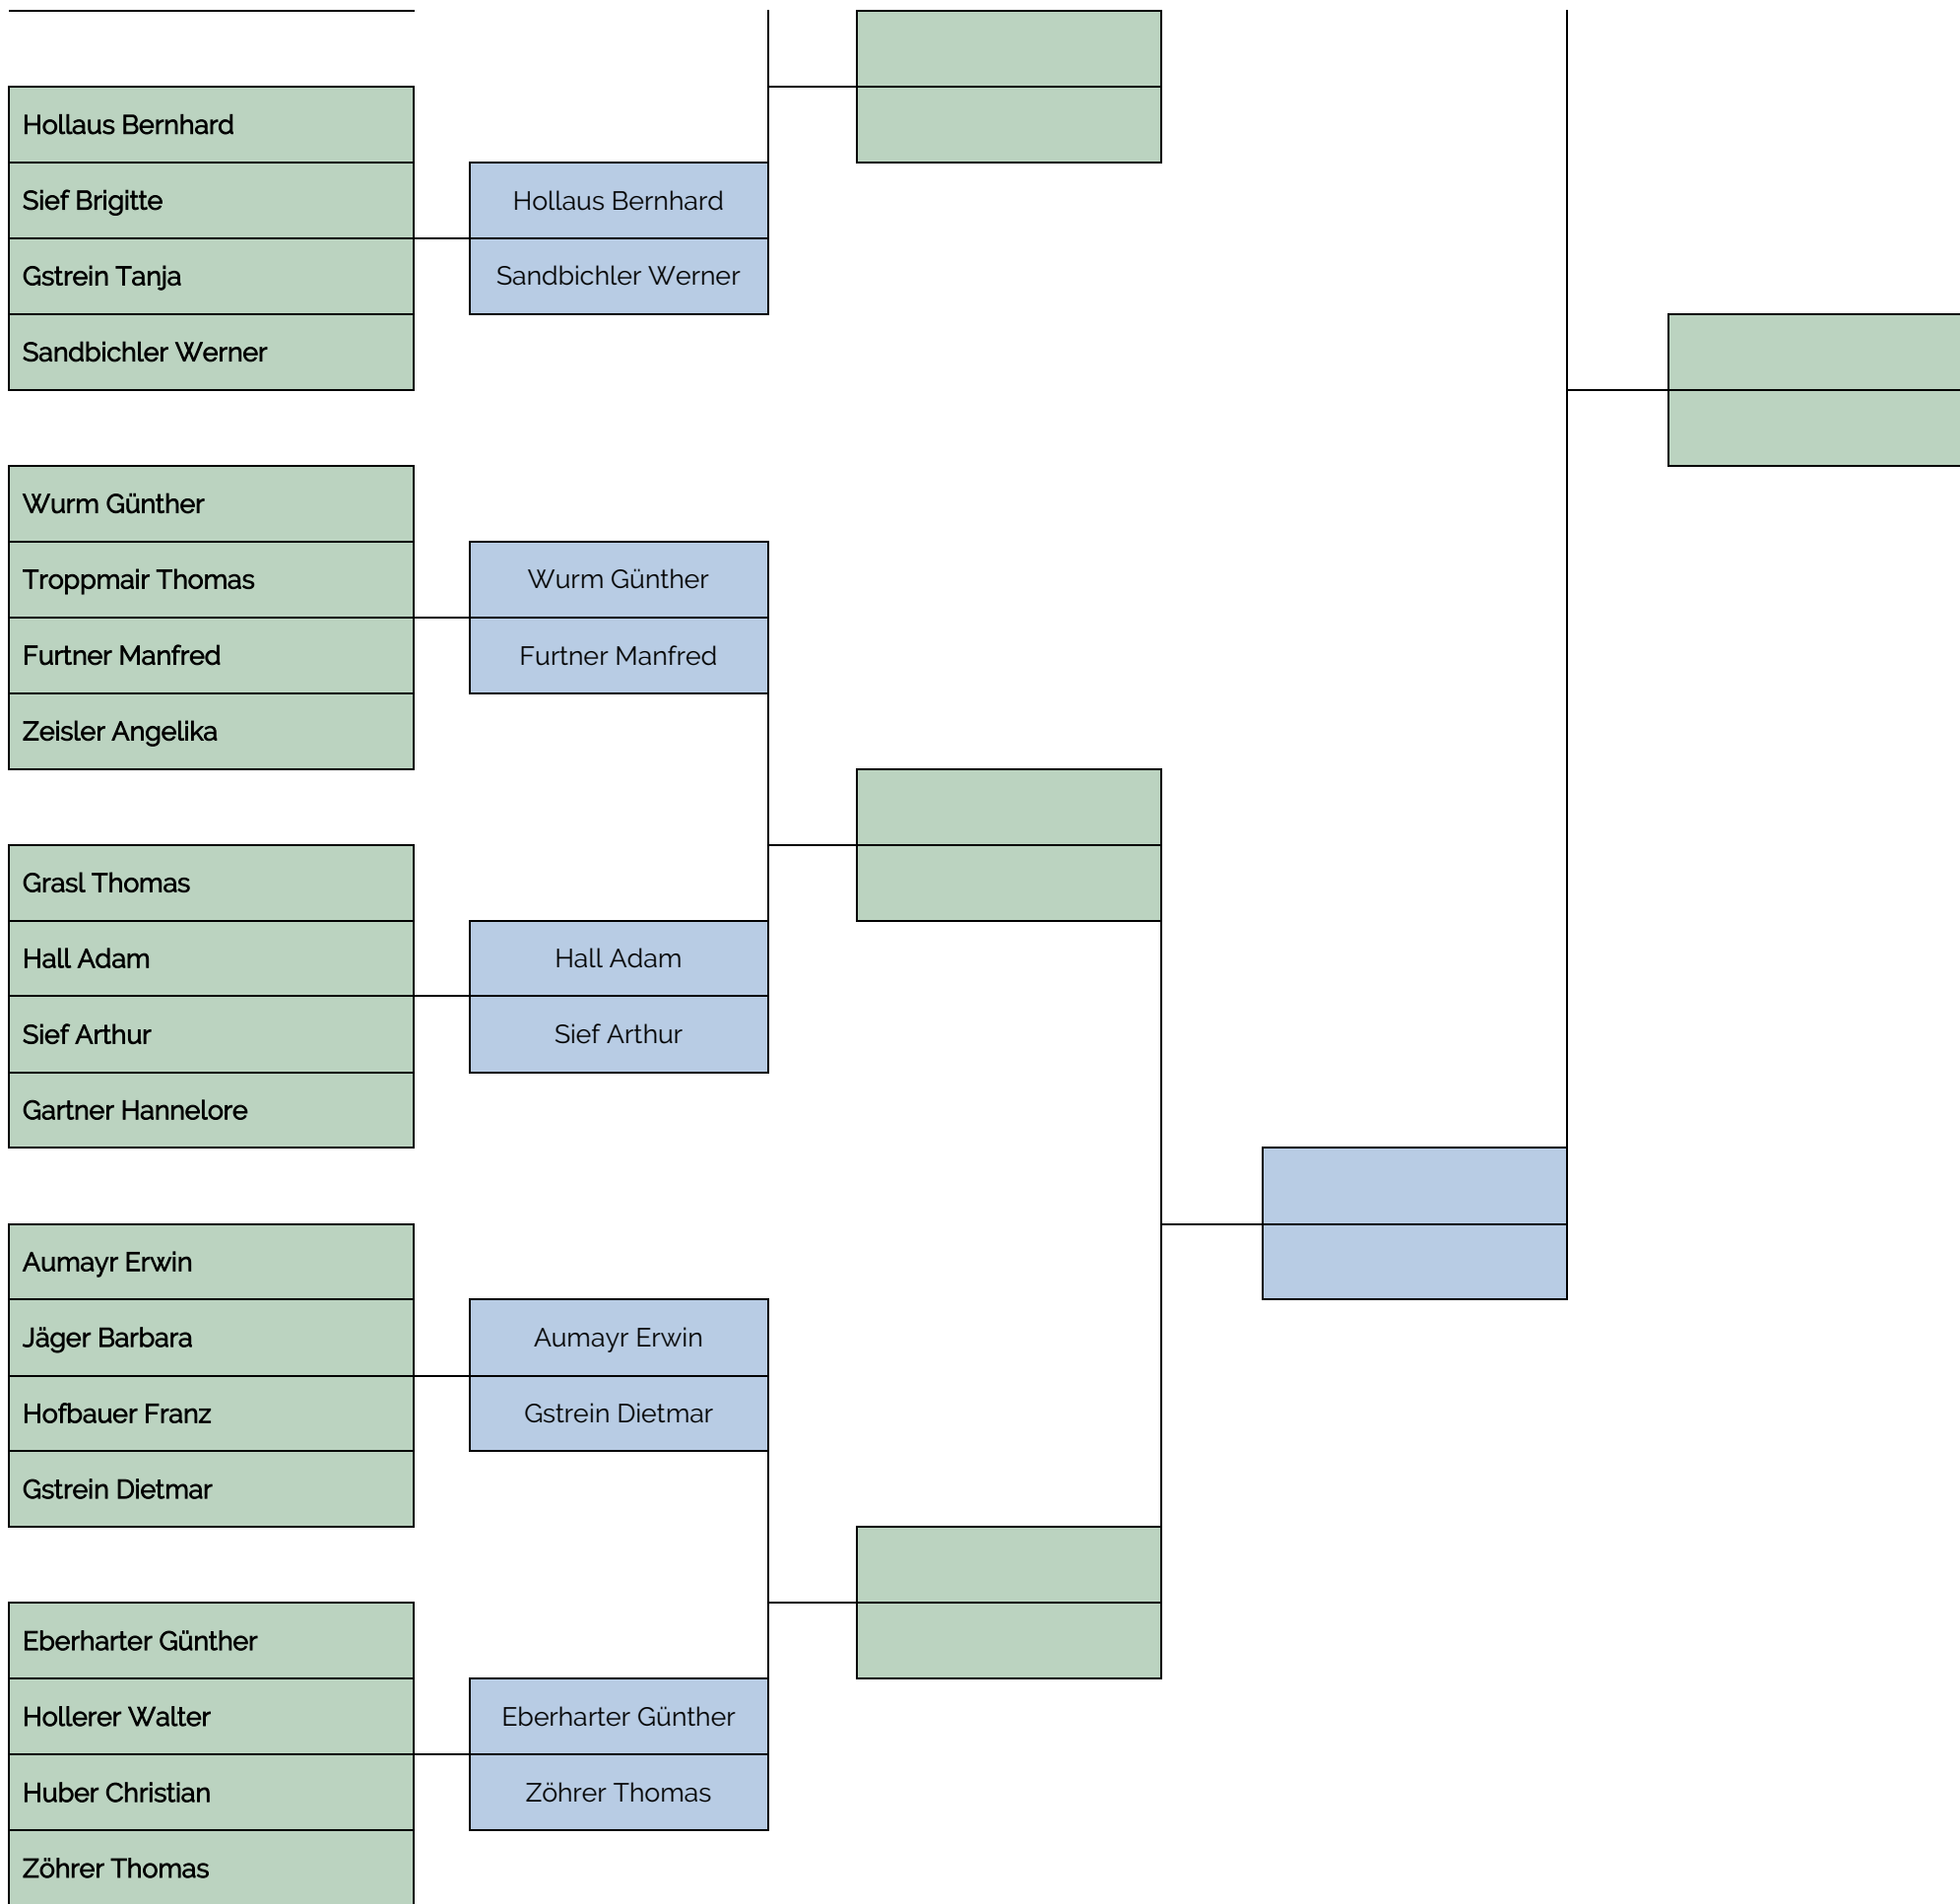 Hollaus Bernhard
Sief Brigitte
Hollaus Bernhard
Gstrein Tanja
Sandbichler Werner
Sandbichler Werner
Wurm Günther
Troppmair Thomas
Wurm Günther
Furtner Manfred
Furtner Manfred
Zeisler Angelika
Grasl Thomas
Hall Adam
Hall Adam
Sief Arthur
Sief Arthur
Gartner Hannelore
Aumayr Erwin
Jäger Barbara
Aumayr Erwin
Hofbauer Franz
Gstrein Dietmar
Gstrein Dietmar
Eberharter Günther
Hollerer Walter
Eberharter Günther
Huber Christian
Zöhrer Thomas
Zöhrer Thomas